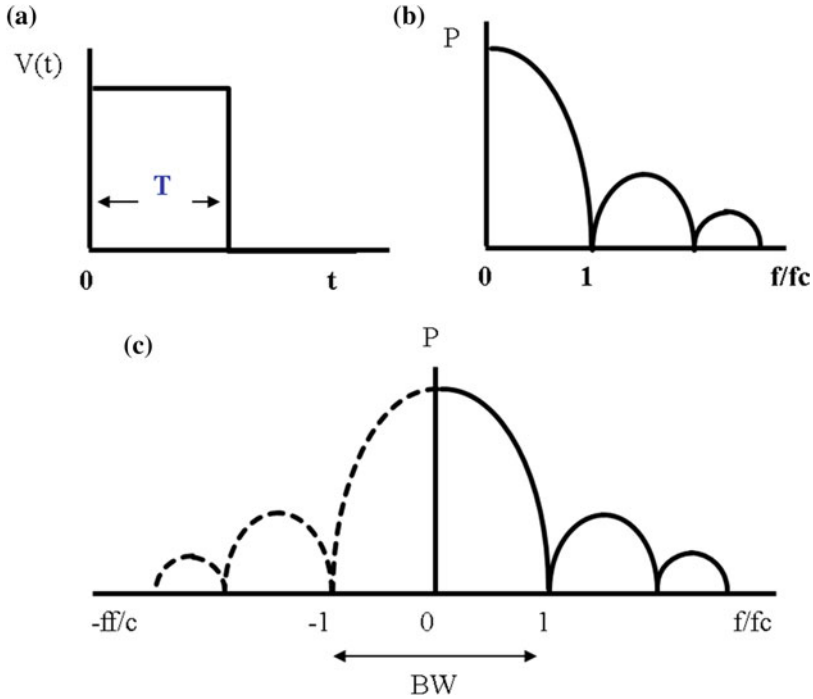 (a)
V(t)
T
0 t
(b)
P
0 1 f/fc
(c)
P
-ff/c -1 0 1 f/fc
BW